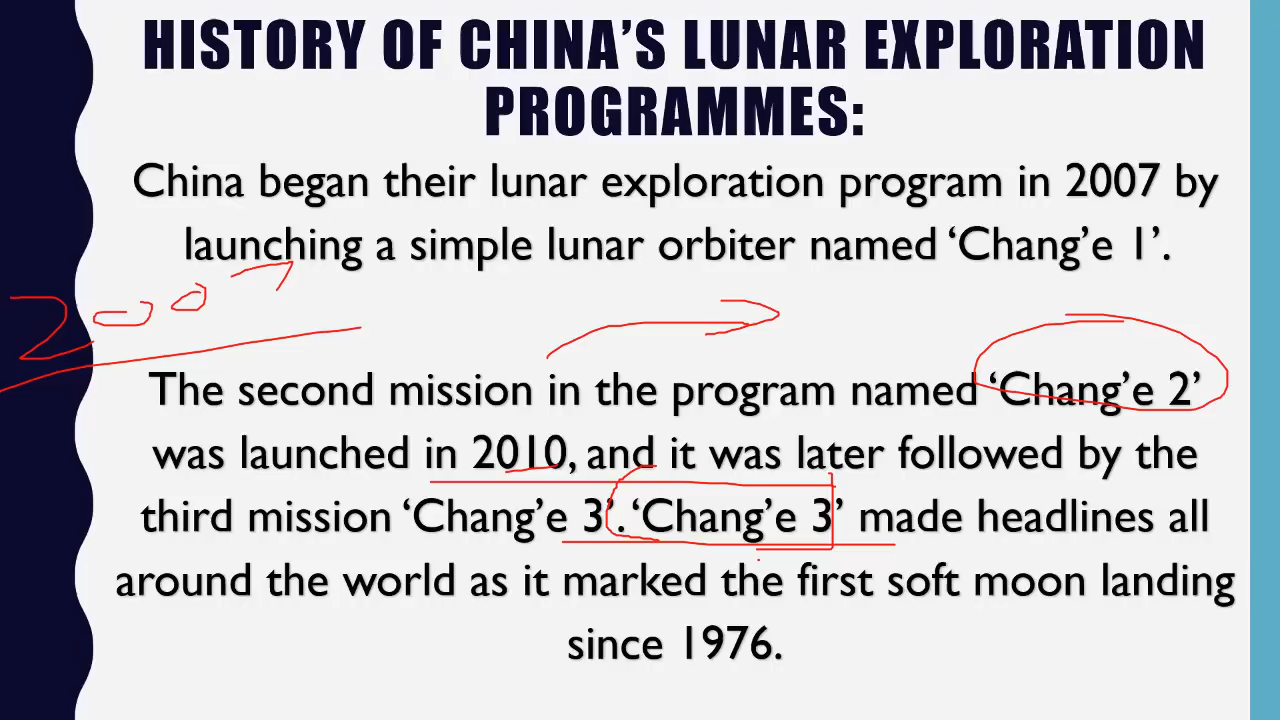 HISTORY OF CHINA’S LUNAR EXPLORATION
PROGRAMMES:
China began their lunar exploration program in 2007 by
launching a simple lunar orbiter named ‘Chang’e 1’.
2007
The second mission in the program named ‘Chang’e 2’
was launched in 2010, and it was later followed by the
third mission ‘Chang’e 3’. ‘Chang’e 3’ made headlines all
around the world as it marked the first soft moon landing
since 1976.